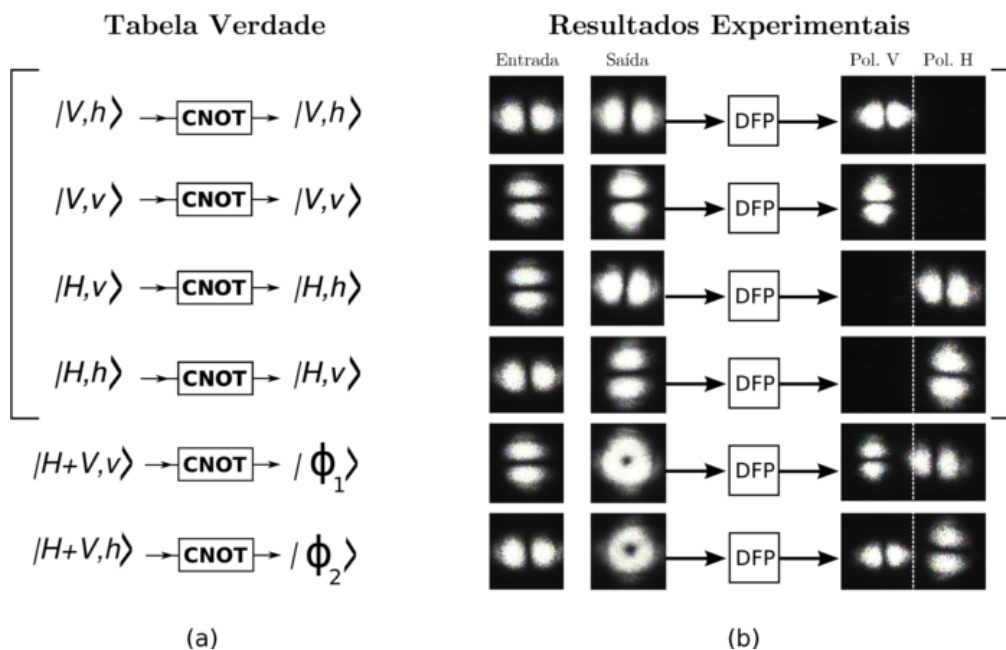 Tabela Verdade
|V,h⟩ CNOT |V,h⟩
|V,v⟩ CNOT |V,v⟩
|H,v⟩ CNOT |H,h⟩
|H,h⟩ CNOT |H,v⟩
|H+V,v⟩ CNOT |ϕ₁⟩
|H+V,h⟩ CNOT |ϕ₂⟩
(a)
Resultados Experimentais
Entrada Saída Pol. V Pol. H
DFP
DFP
DFP
DFP
DFP
DFP
(b)